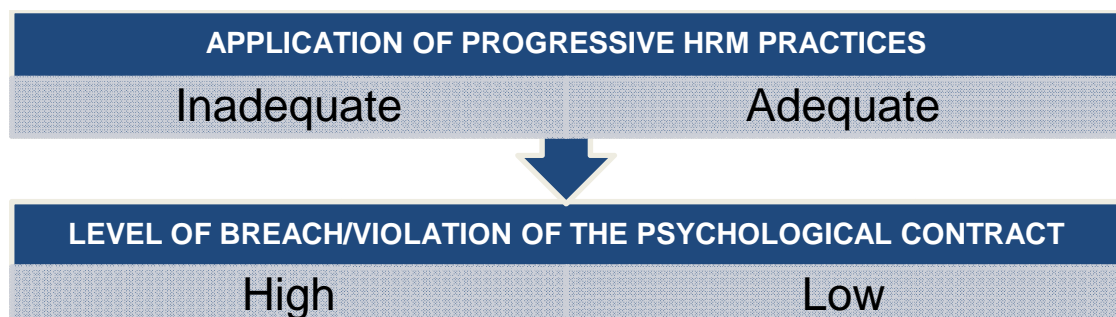 APPLICATION OF PROGRESSIVE HRM PRACTICES
Inadequate Adequate
LEVEL OF BREACH/VIOLATION OF THE PSYCHOLOGICAL CONTRACT
High Low